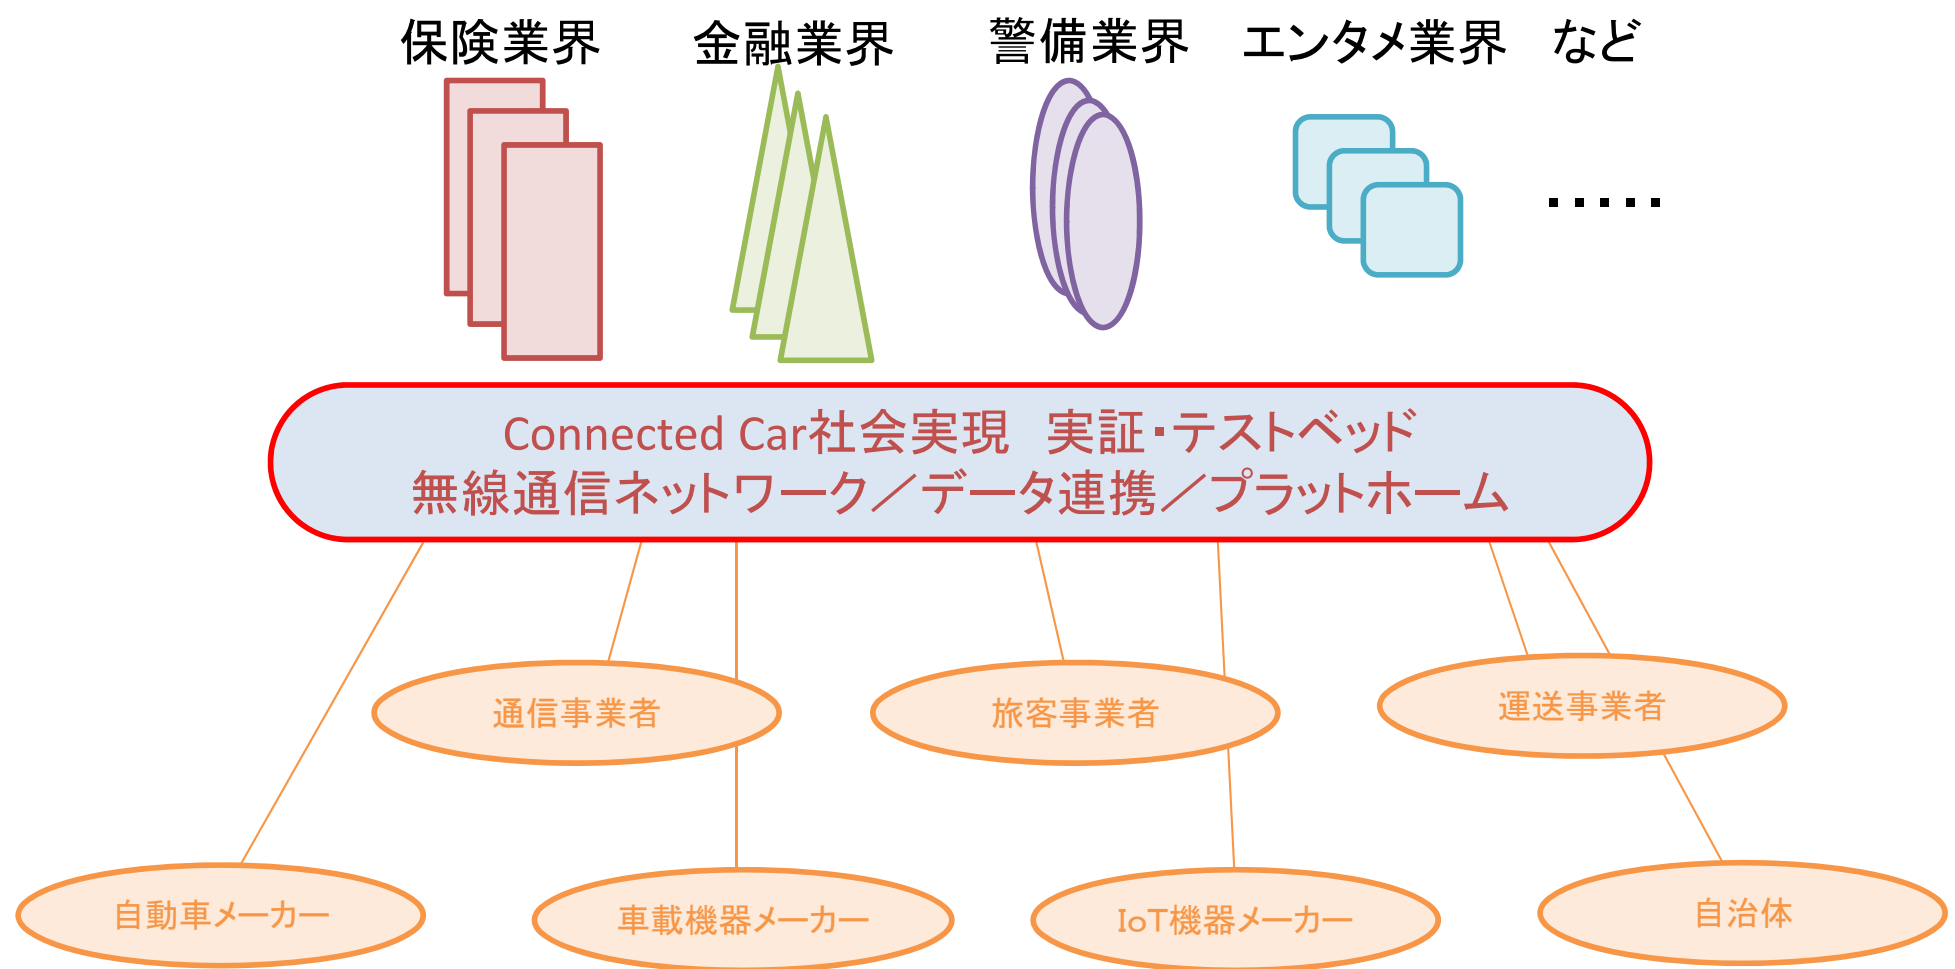 保険業界 金融業界 警備業界 エンタメ業界 など
・・・・・
Connected Car社会実現　実証・テストベッド
無線通信ネットワーク／データ連携／プラットホーム
通信事業者 旅客事業者 運送事業者
自動車メーカー 車載機器メーカー IoT機器メーカー 自治体